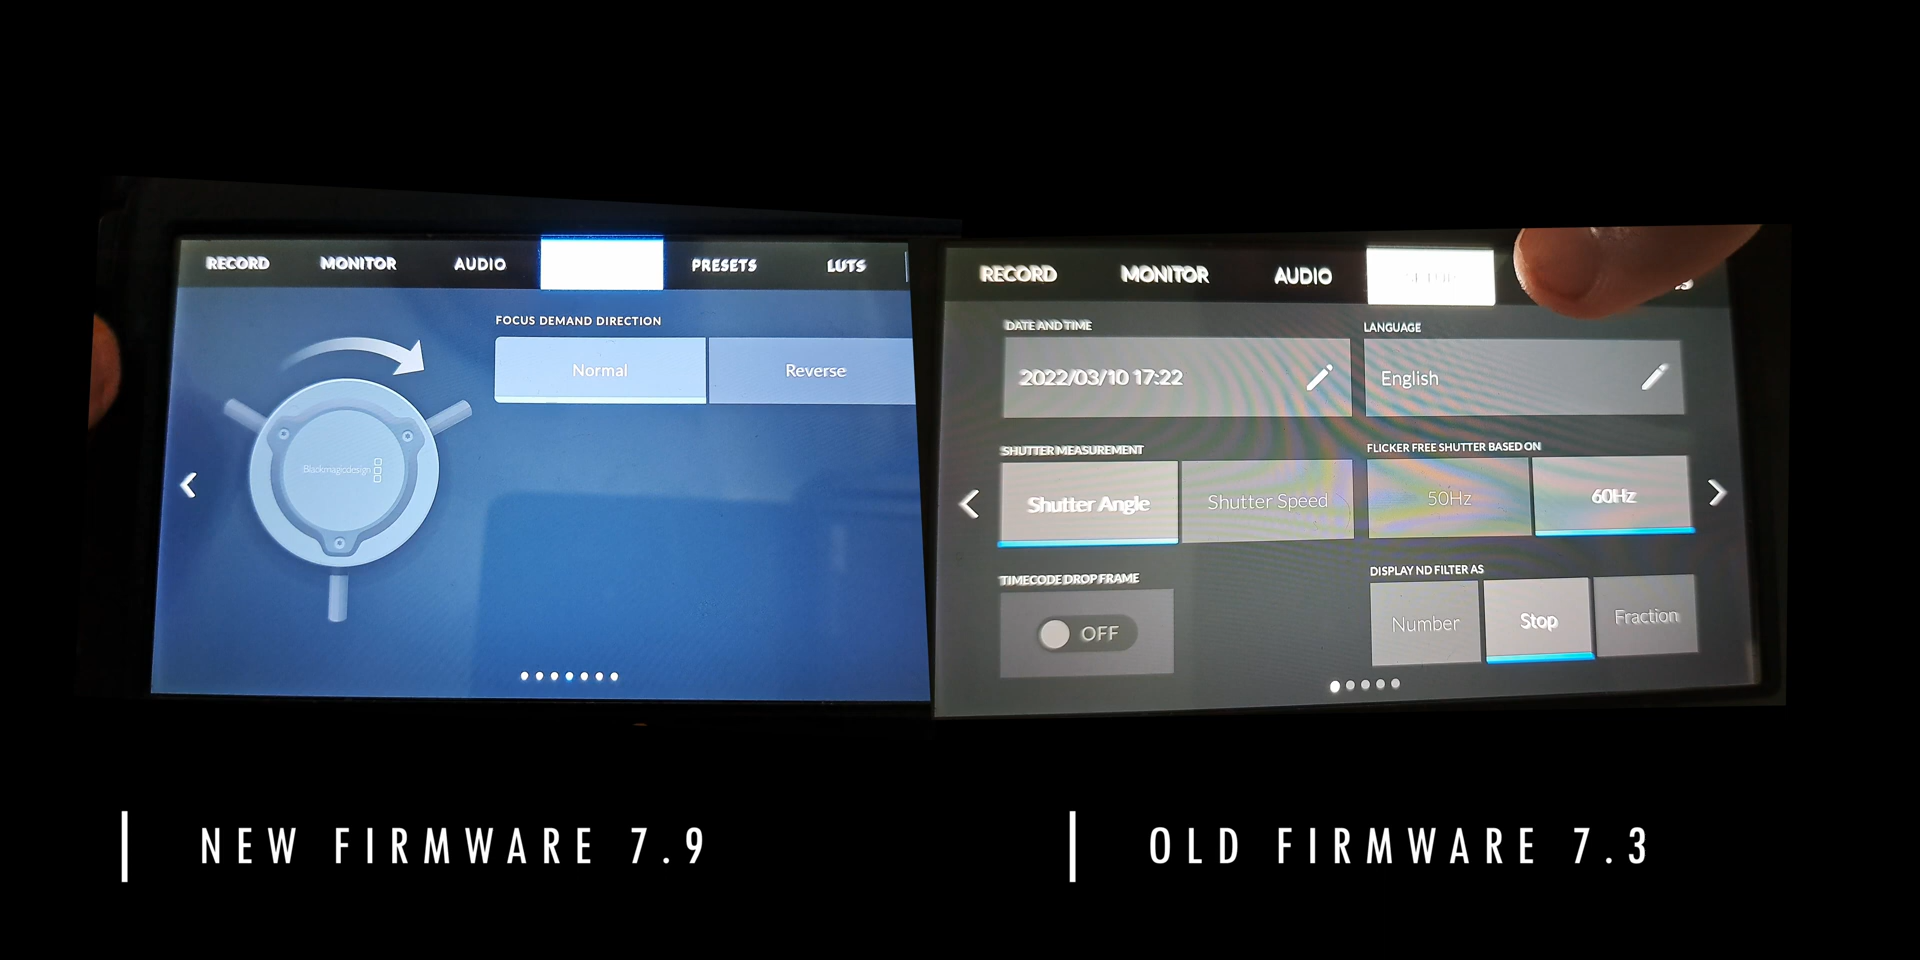 RECORD MONITOR AUDIO PRESETS LUTS
FOCUS DEMAND DIRECTION
Normal Reverse
Blackmagicdesign
RECORD MONITOR AUDIO SETUP
DATE AND TIME LANGUAGE
2022/03/10 17:22 English
SHUTTER MEASUREMENT FLICKER FREE SHUTTER BASED ON
Shutter Angle Shutter Speed 50Hz 60Hz
TIMECODE DROP FRAME DISPLAY ND FILTER AS
OFF Number Stop Fraction
NEW FIRMWARE 7.9
OLD FIRMWARE 7.3